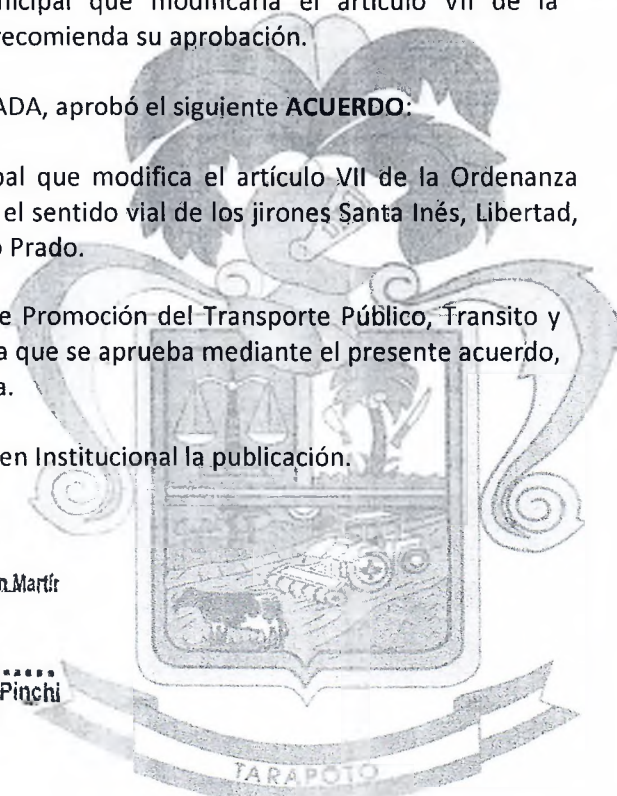 nicipal que modificaría el artículo VII de la
recomienda su aprobación.
ADA, aprobó el siguiente ACUERDO:
pal que modifica el artículo VII de la Ordenanza
el sentido vial de los jirones Santa Inés, Libertad,
o Prado.
e Promoción del Transporte Público, Transito y
a que se aprueba mediante el presente acuerdo,
a.
en Institucional la publicación.
n Martír
Pinchi
TARAPOTO